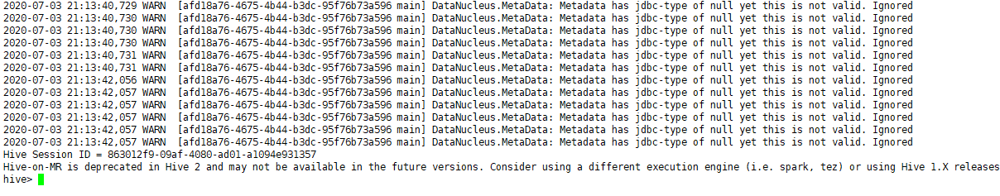 2020-07-03 21:13:40,729 WARN  [afd18a76-4675-4b44-b3dc-95f76b73a596 main] DataNucleus.MetaData: Metadata has jdbc-type of null yet this is not valid. Ignored
2020-07-03 21:13:40,730 WARN  [afd18a76-4675-4b44-b3dc-95f76b73a596 main] DataNucleus.MetaData: Metadata has jdbc-type of null yet this is not valid. Ignored
2020-07-03 21:13:40,730 WARN  [afd18a76-4675-4b44-b3dc-95f76b73a596 main] DataNucleus.MetaData: Metadata has jdbc-type of null yet this is not valid. Ignored
2020-07-03 21:13:40,730 WARN  [afd18a76-4675-4b44-b3dc-95f76b73a596 main] DataNucleus.MetaData: Metadata has jdbc-type of null yet this is not valid. Ignored
2020-07-03 21:13:40,731 WARN  [afd18a76-4675-4b44-b3dc-95f76b73a596 main] DataNucleus.MetaData: Metadata has jdbc-type of null yet this is not valid. Ignored
2020-07-03 21:13:40,731 WARN  [afd18a76-4675-4b44-b3dc-95f76b73a596 main] DataNucleus.MetaData: Metadata has jdbc-type of null yet this is not valid. Ignored
2020-07-03 21:13:42,056 WARN  [afd18a76-4675-4b44-b3dc-95f76b73a596 main] DataNucleus.MetaData: Metadata has jdbc-type of null yet this is not valid. Ignored
2020-07-03 21:13:42,057 WARN  [afd18a76-4675-4b44-b3dc-95f76b73a596 main] DataNucleus.MetaData: Metadata has jdbc-type of null yet this is not valid. Ignored
2020-07-03 21:13:42,057 WARN  [afd18a76-4675-4b44-b3dc-95f76b73a596 main] DataNucleus.MetaData: Metadata has jdbc-type of null yet this is not valid. Ignored
2020-07-03 21:13:42,057 WARN  [afd18a76-4675-4b44-b3dc-95f76b73a596 main] DataNucleus.MetaData: Metadata has jdbc-type of null yet this is not valid. Ignored
2020-07-03 21:13:42,057 WARN  [afd18a76-4675-4b44-b3dc-95f76b73a596 main] DataNucleus.MetaData: Metadata has jdbc-type of null yet this is not valid. Ignored
2020-07-03 21:13:42,057 WARN  [afd18a76-4675-4b44-b3dc-95f76b73a596 main] DataNucleus.MetaData: Metadata has jdbc-type of null yet this is not valid. Ignored
Hive Session ID = 863012f9-09af-4080-ad01-a1094e931357
Hive-on-MR is deprecated in Hive 2 and may not be available in the future versions. Consider using a different execution engine (i.e. spark, tez) or using Hive 1.X releases
hive>